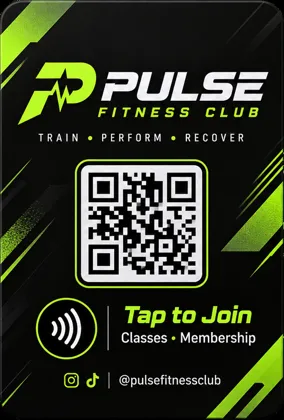 PULSE
FITNESS CLUB
TRAIN • PERFORM • RECOVER
Tap to Join
Classes • Membership
@pulsefitnessclub